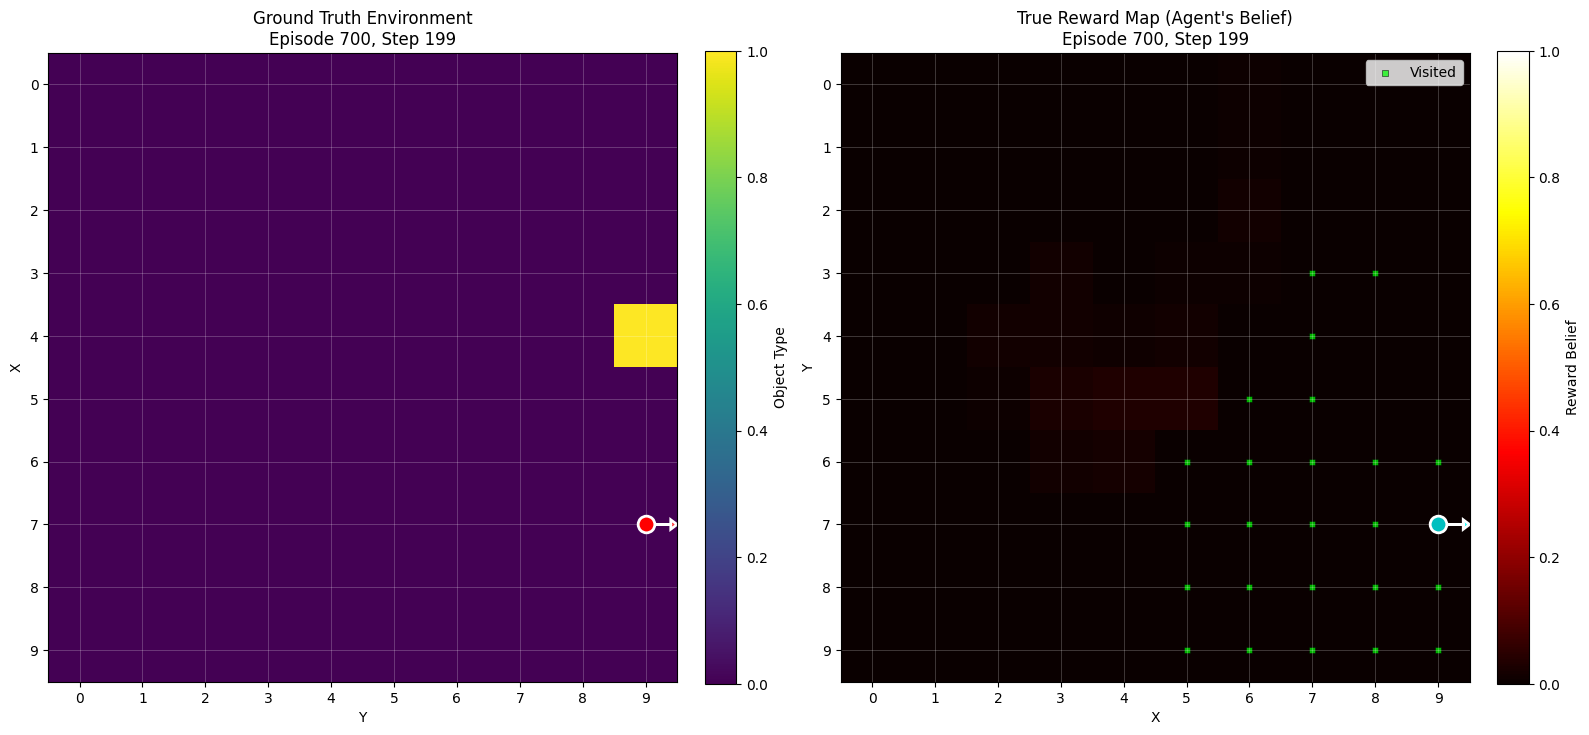 Ground Truth Environment
Episode 700, Step 199
X
0
1
2
3
4
5
6
7
8
9
0 1 2 3 4 5 6 7 8 9
Y
1.0
0.8
0.6
0.4
0.2
0.0
Object Type
True Reward Map (Agent's Belief)
Episode 700, Step 199
Visited
Y
0
1
2
3
4
5
6
7
8
9
0 1 2 3 4 5 6 7 8 9
X
1.0
0.8
0.6
0.4
0.2
0.0
Reward Belief